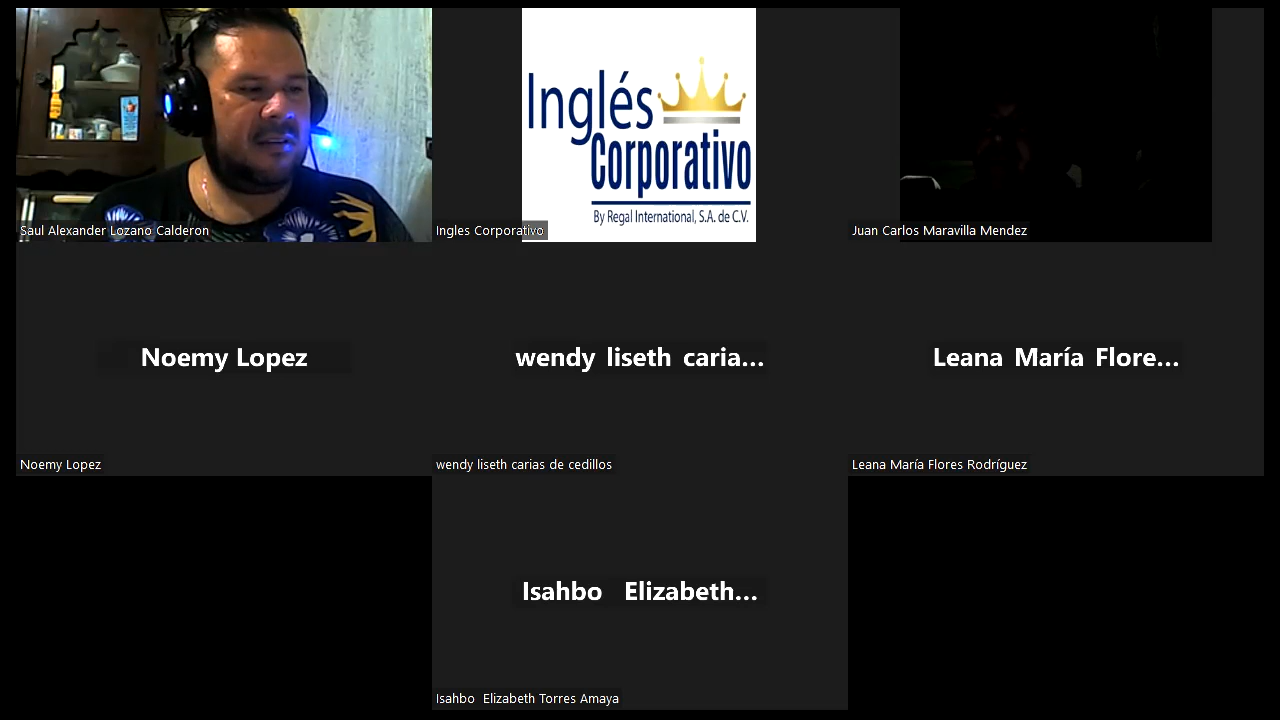 Saul Alexander Lozano Calderon
Inglés
Corporativo
By Regal International, S.A. de C.V.
Ingles Corporativo
Juan Carlos Maravilla Mendez
Noemy Lopez
wendy liseth caria...
Leana María Flore...
Noemy Lopez
wendy liseth carias de cedillos
Leana María Flores Rodríguez
Isahbo Elizabeth...
Isahbo Elizabeth Torres Amaya